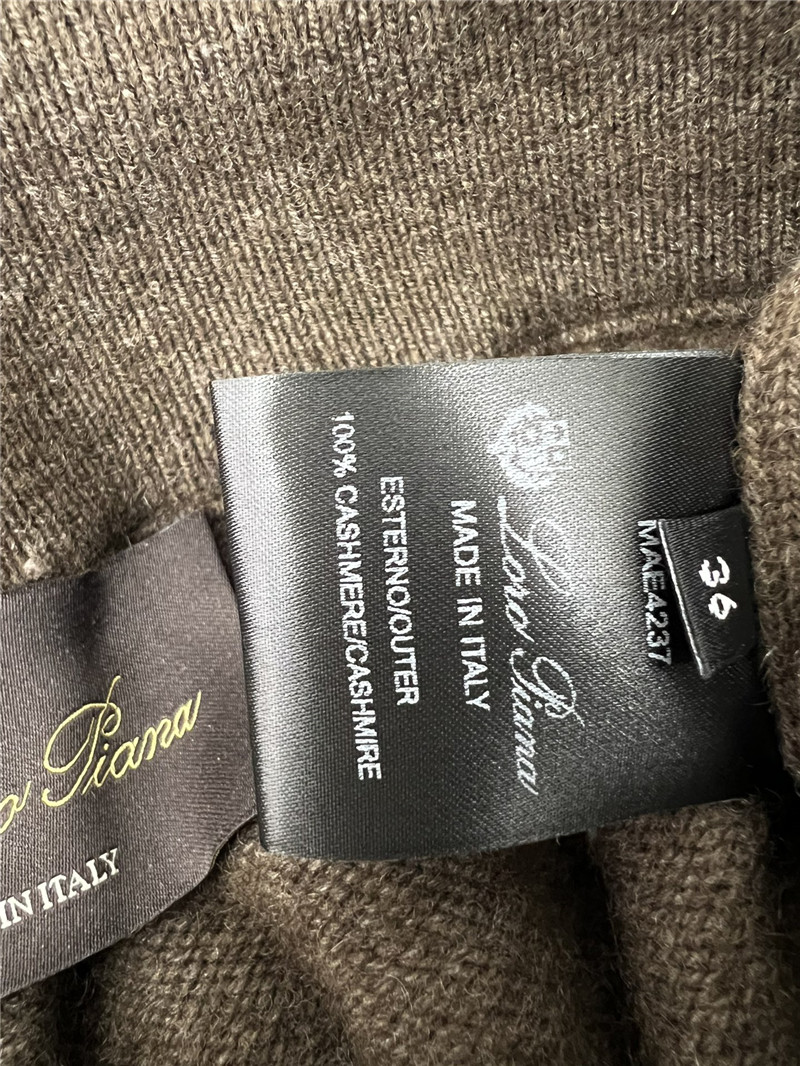 36
MAE4237
Loro Piana
MADE IN ITALY
ESTERNO/OUTER
100% CASHMERE/CASHMIRE
Piana
IN ITALY